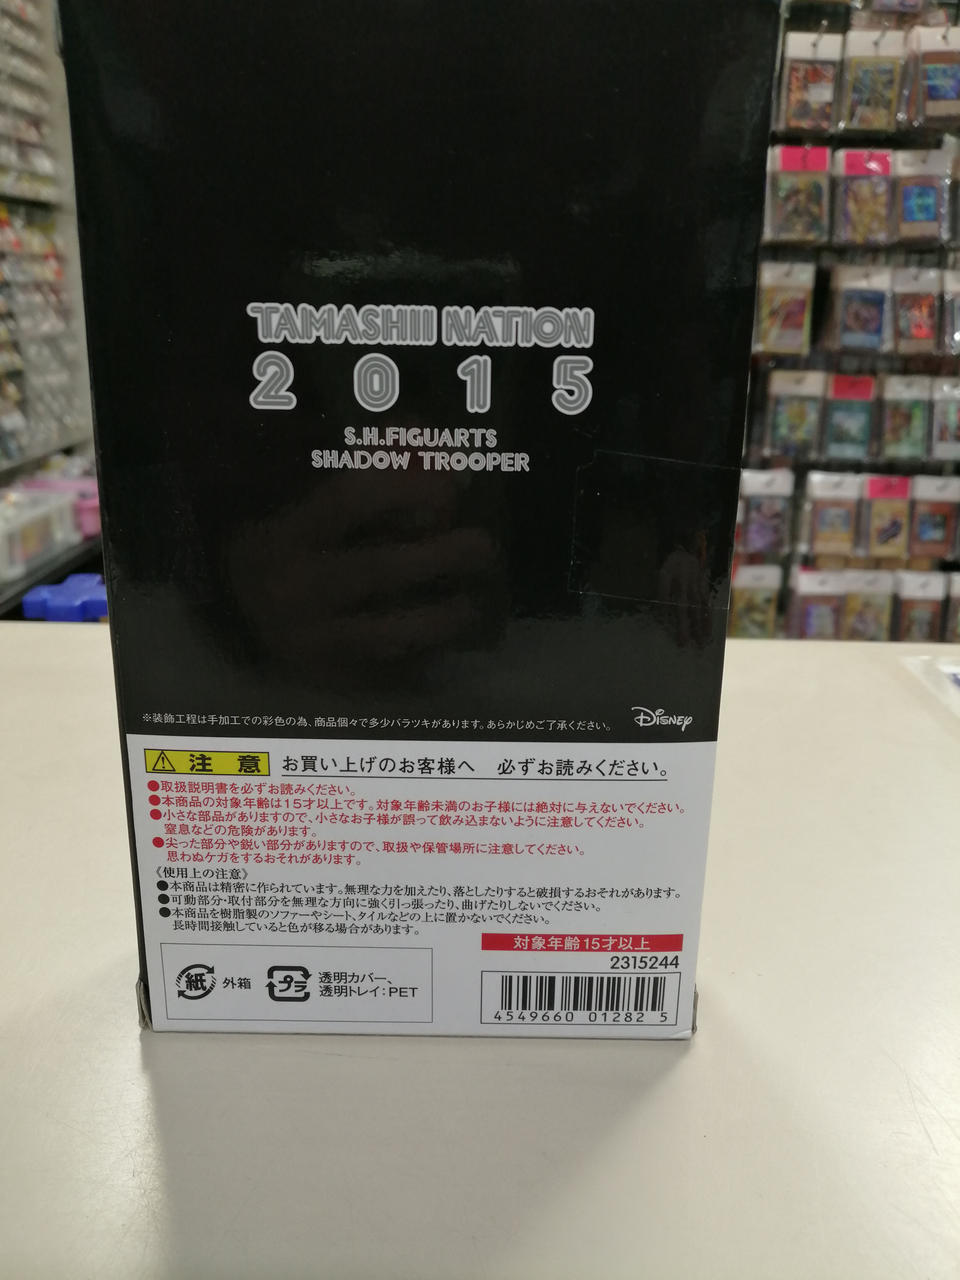 TAMASHII NATION
2015
S.H.FIGUARTS
SHADOW TROOPER
※装飾工程は手加工での彩色の為、商品個々で多少バラツキがあります。あらかじめご了承ください。
Disney
注意 お買い上げのお客様へ 必ずお読みください。
●取扱説明書を必ずお読みください。
●本商品の対象年齢は15才以上です。対象年齢未満のお子様には絶対に与えないでください。
●小さな部品がありますので、小さなお子様が誤って飲み込まないように注意してください。
窒息などの危険があります。
●尖った部分や鋭い部分がありますので、取扱や保管場所に注意してください。
思わぬケガをするおそれがあります。
《使用上の注意》
●本商品は精密に作られています。無理な力を加えたり、落としたりすると破損するおそれがあります。
●可動部分・取付部分を無理な方向に強く引っ張ったり、曲げたりしないでください。
●本商品を樹脂製のソファーやシート、タイルなどの上に置かないでください。
長時間接触していると色が移る場合があります。
対象年齢15才以上
2315244
紙 外箱 プラ 透明カバー、
透明トレイ:PET
4549660 01282 5